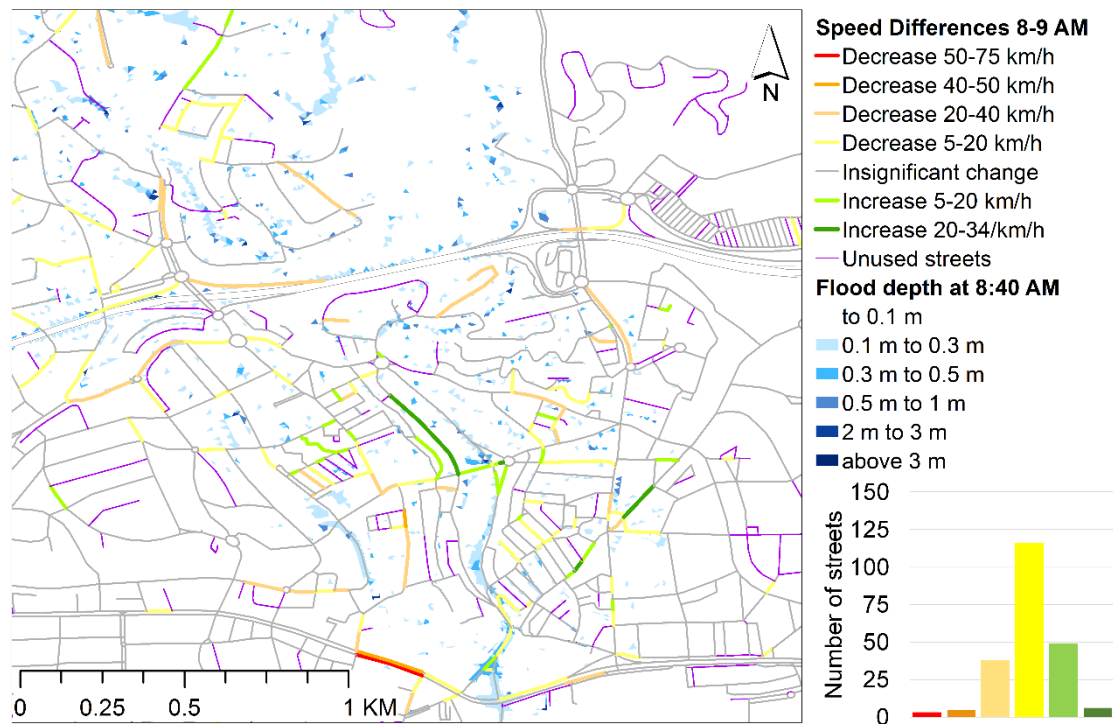 Speed Differences 8-9 AM
Decrease 50-75 km/h
Decrease 40-50 km/h
Decrease 20-40 km/h
Decrease 5-20 km/h
Insignificant change
Increase 5-20 km/h
Increase 20-34/km/h
Unused streets
Flood depth at 8:40 AM
to 0.1 m
0.1 m to 0.3 m
0.3 m to 0.5 m
0.5 m to 1 m
2 m to 3 m
above 3 m
N
0 0.25 0.5 1 KM
Number of streets
150
125
100
75
50
25
0